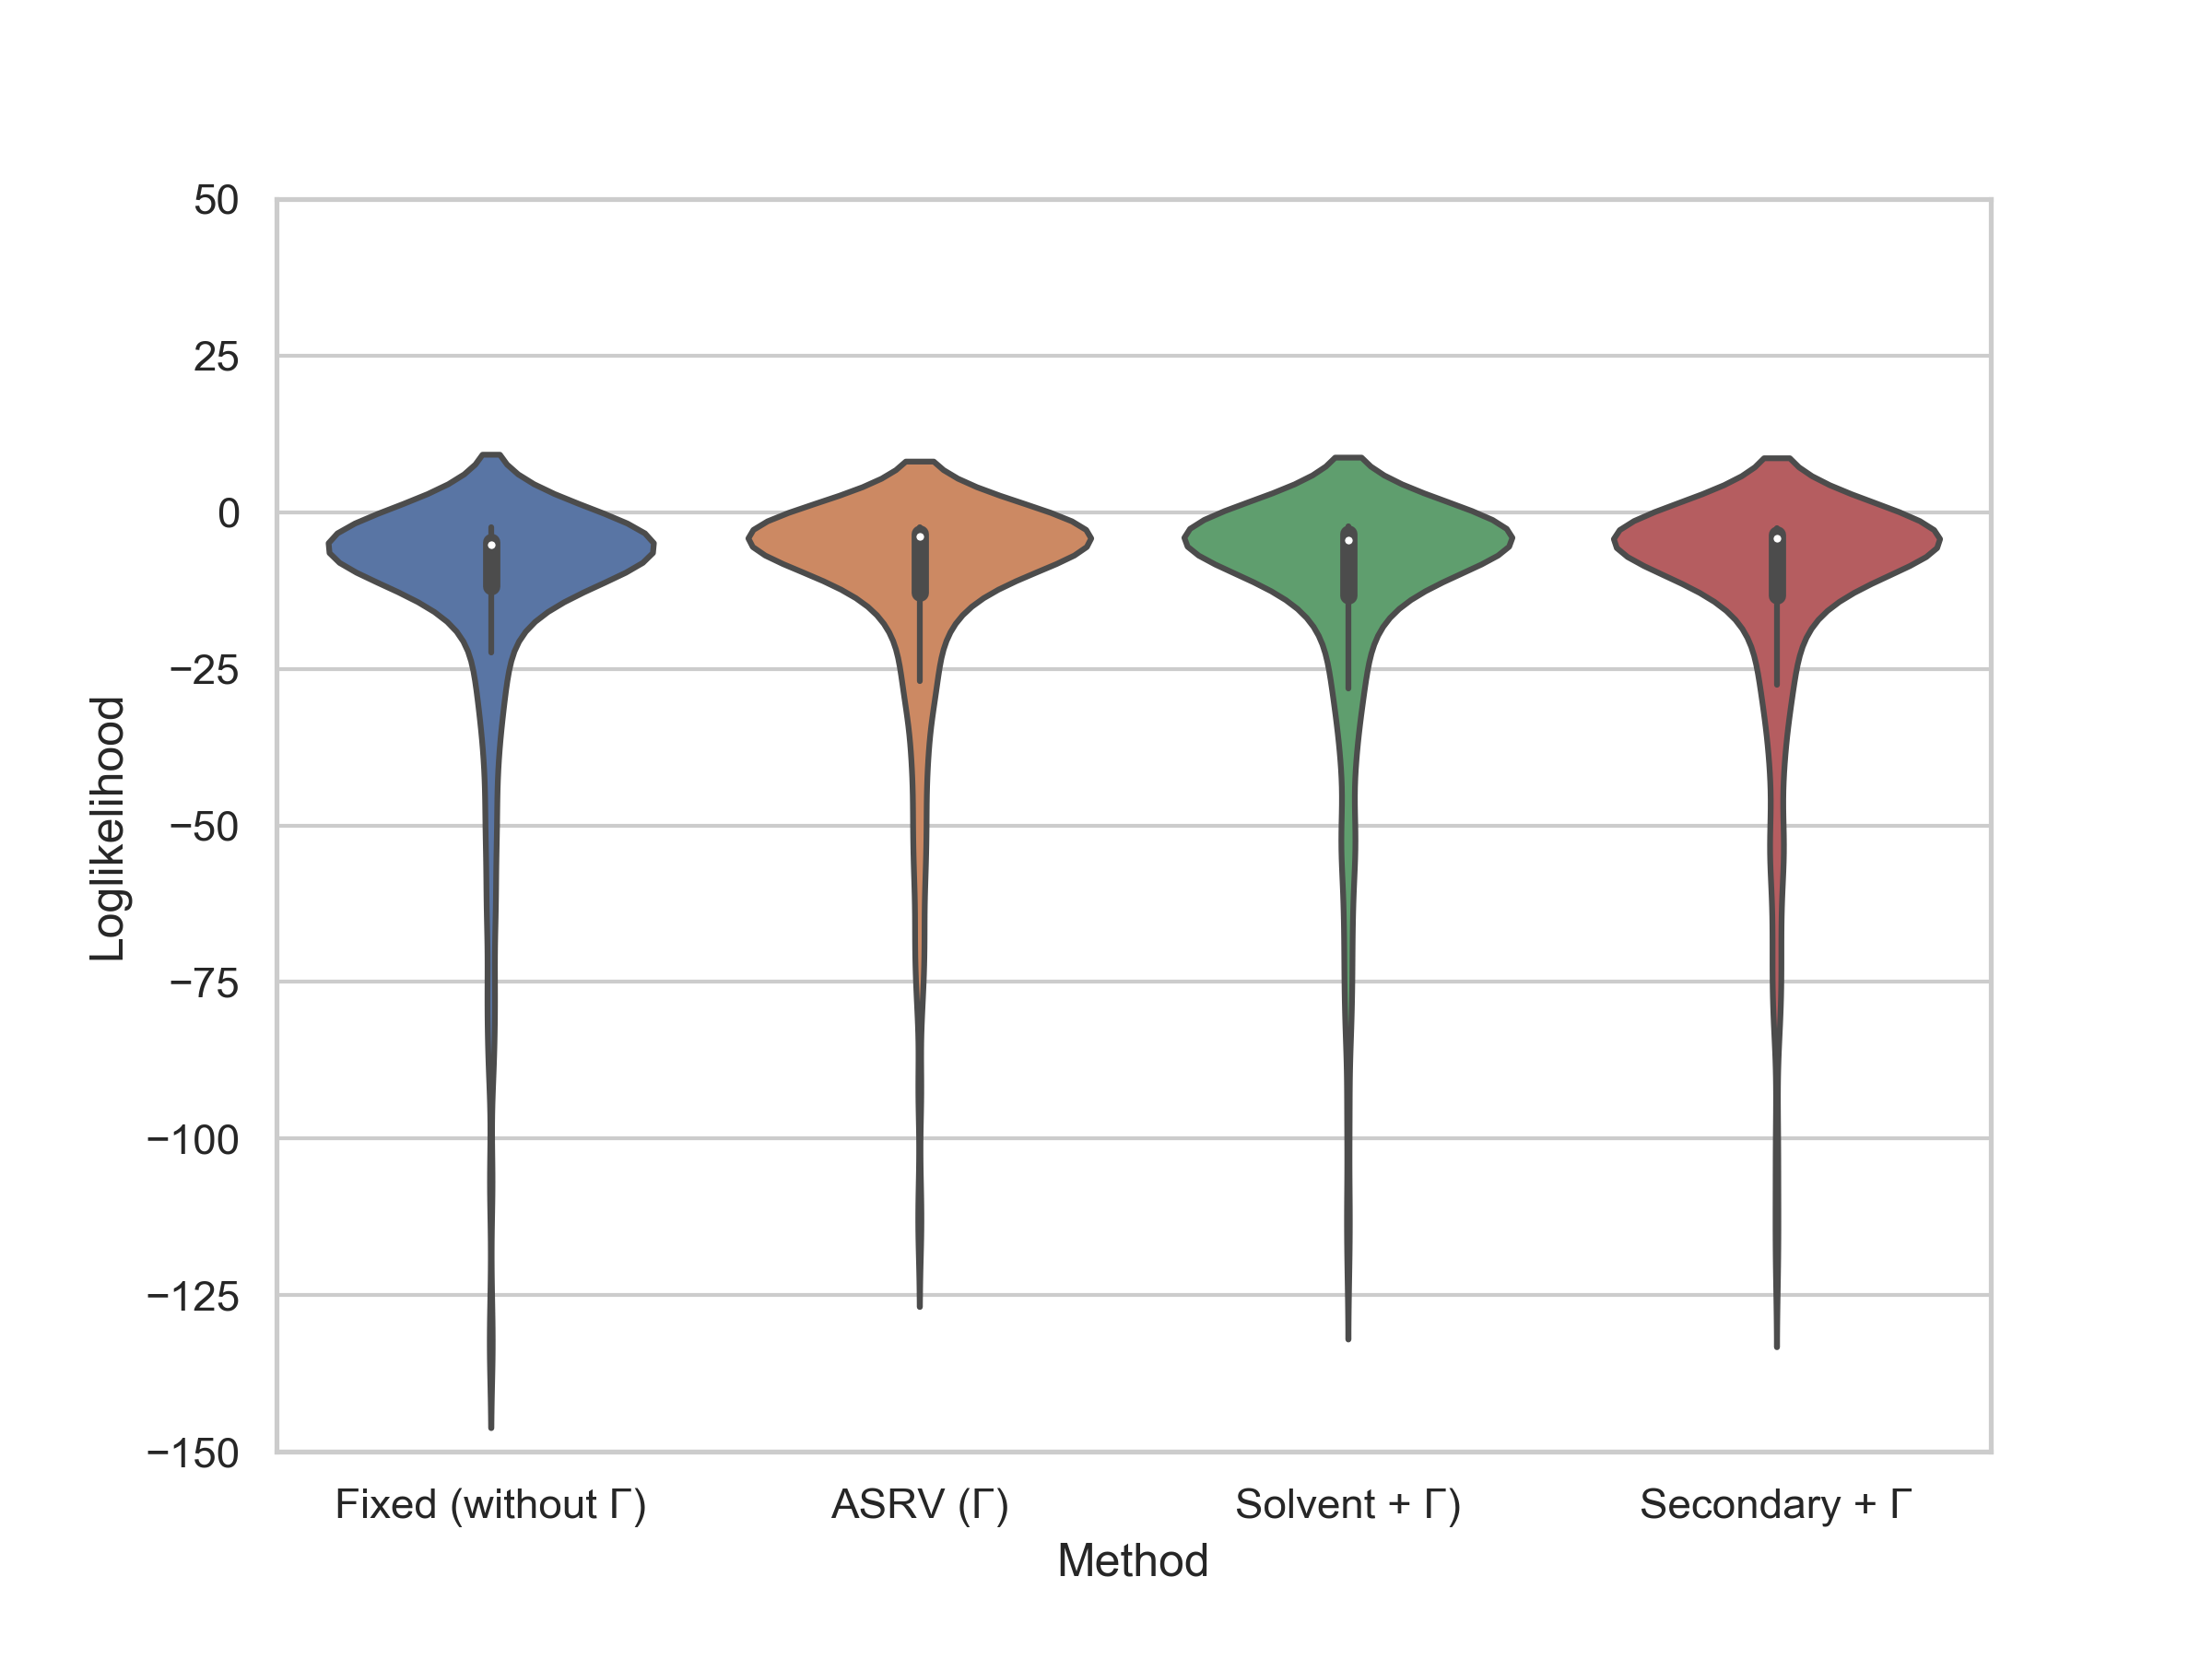 50
25
0
−25
−50
−75
−100
−125
−150
Loglikelihood
Fixed (without Γ)
ASRV (Γ)
Solvent + Γ)
Secondary + Γ
Method